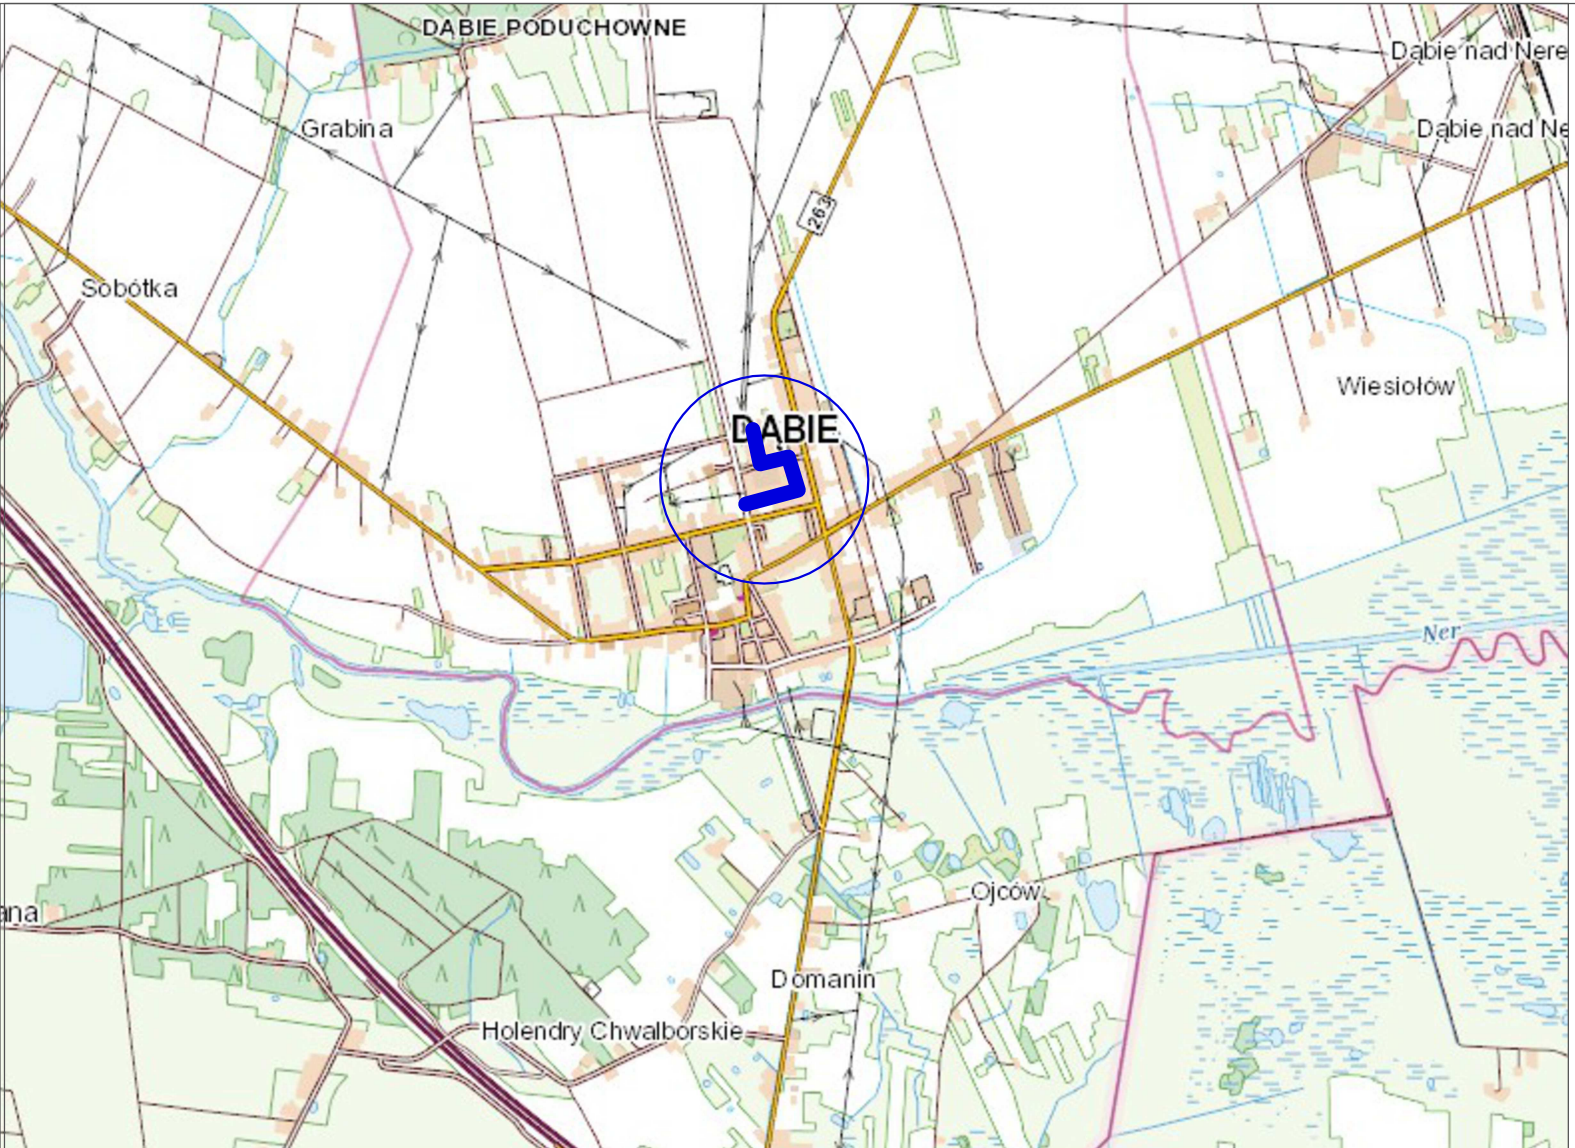 DĄBIE PODUCHOWNE
Dąbie nad Nere
Grabina
Dąbie nad Ne
263
Sobótka
Wiesiołów
DĄBIE
Ner
ana
Ojców
Domanin
Holendry Chwalborskie